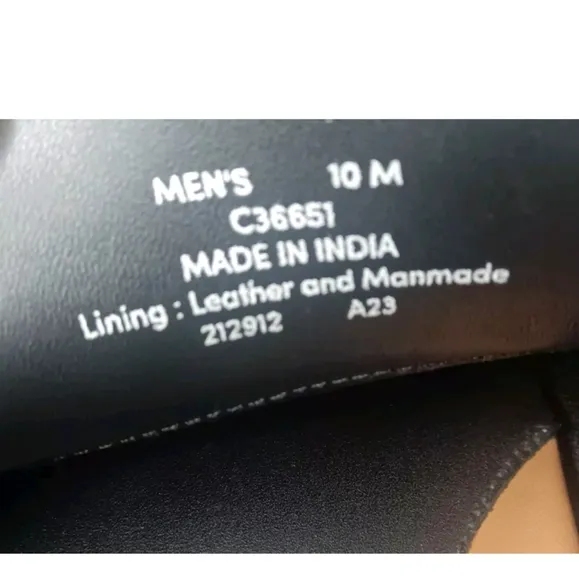 MEN'S 10 M
C36651
MADE IN INDIA
Lining : Leather and Manmade
212912 A23